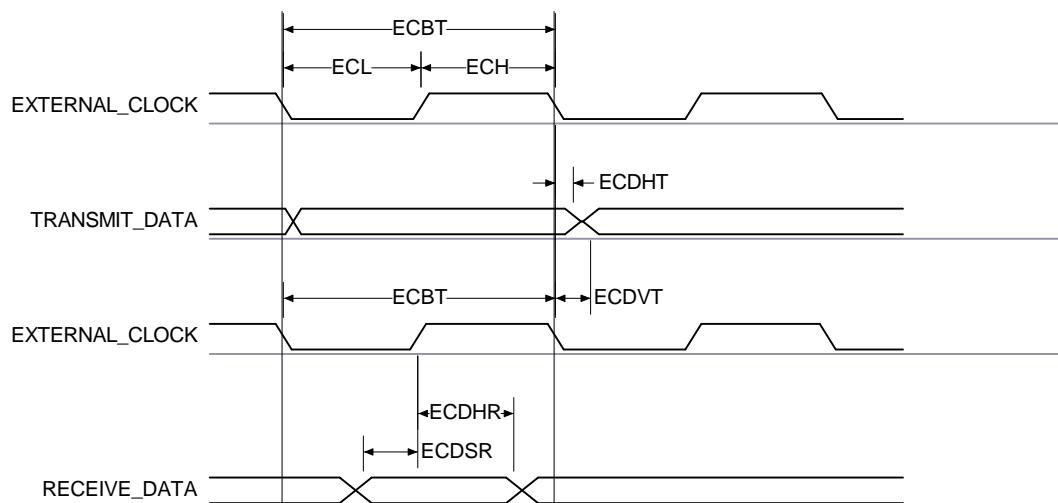 ECBT
ECL ECH
EXTERNAL_CLOCK
ECDHT
TRANSMIT_DATA
ECBT ECDVT
EXTERNAL_CLOCK
ECDHR
ECDSR
RECEIVE_DATA